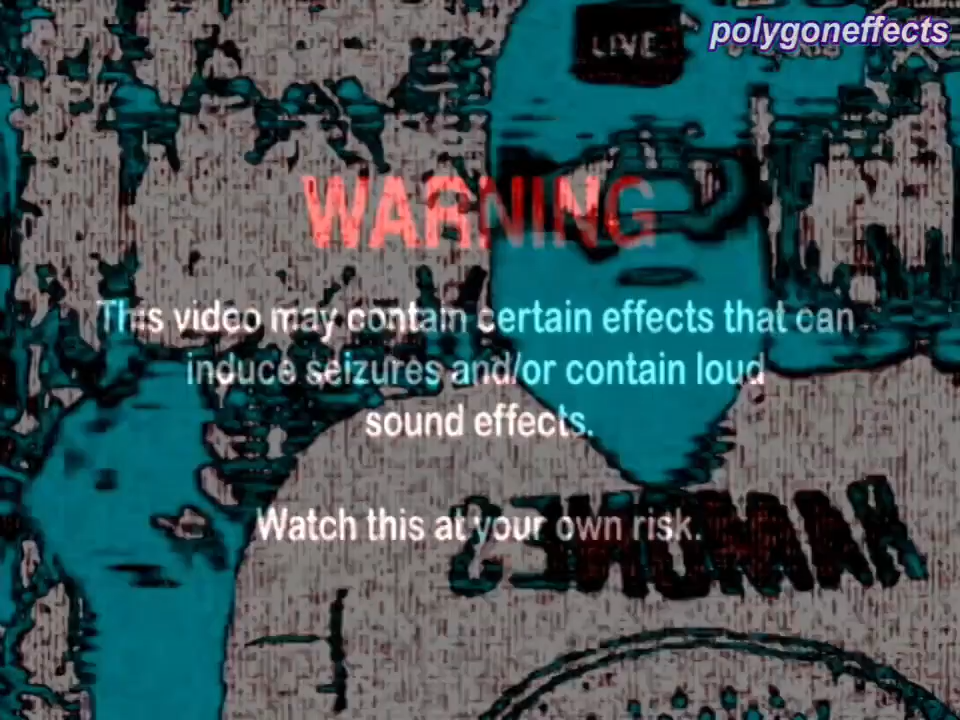 polygoneffects
LIVE
WARNING
This video may contain certain effects that can
induce seizures and/or contain loud
sound effects.
Watch this at your own risk.